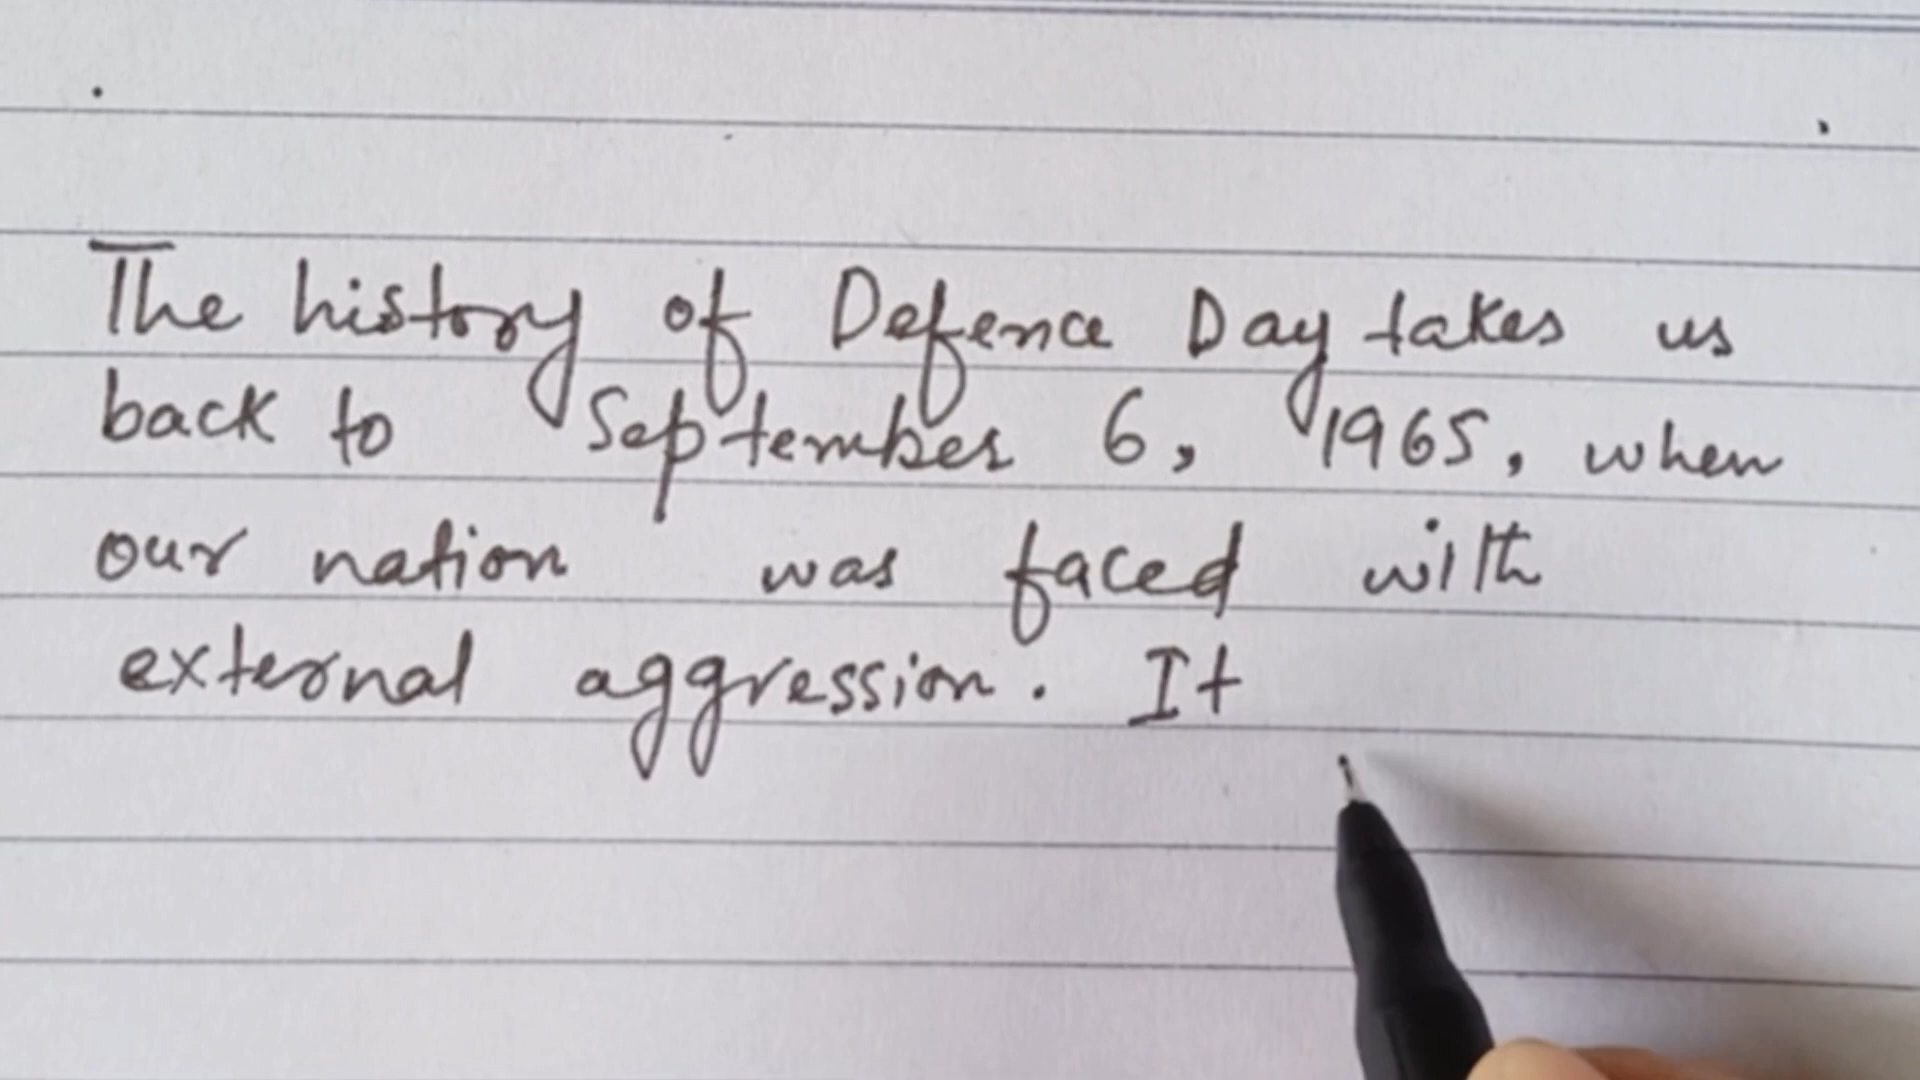 The history of Defence Day takes us
back to September 6, 1965, when
our nation was faced with
external aggression. It